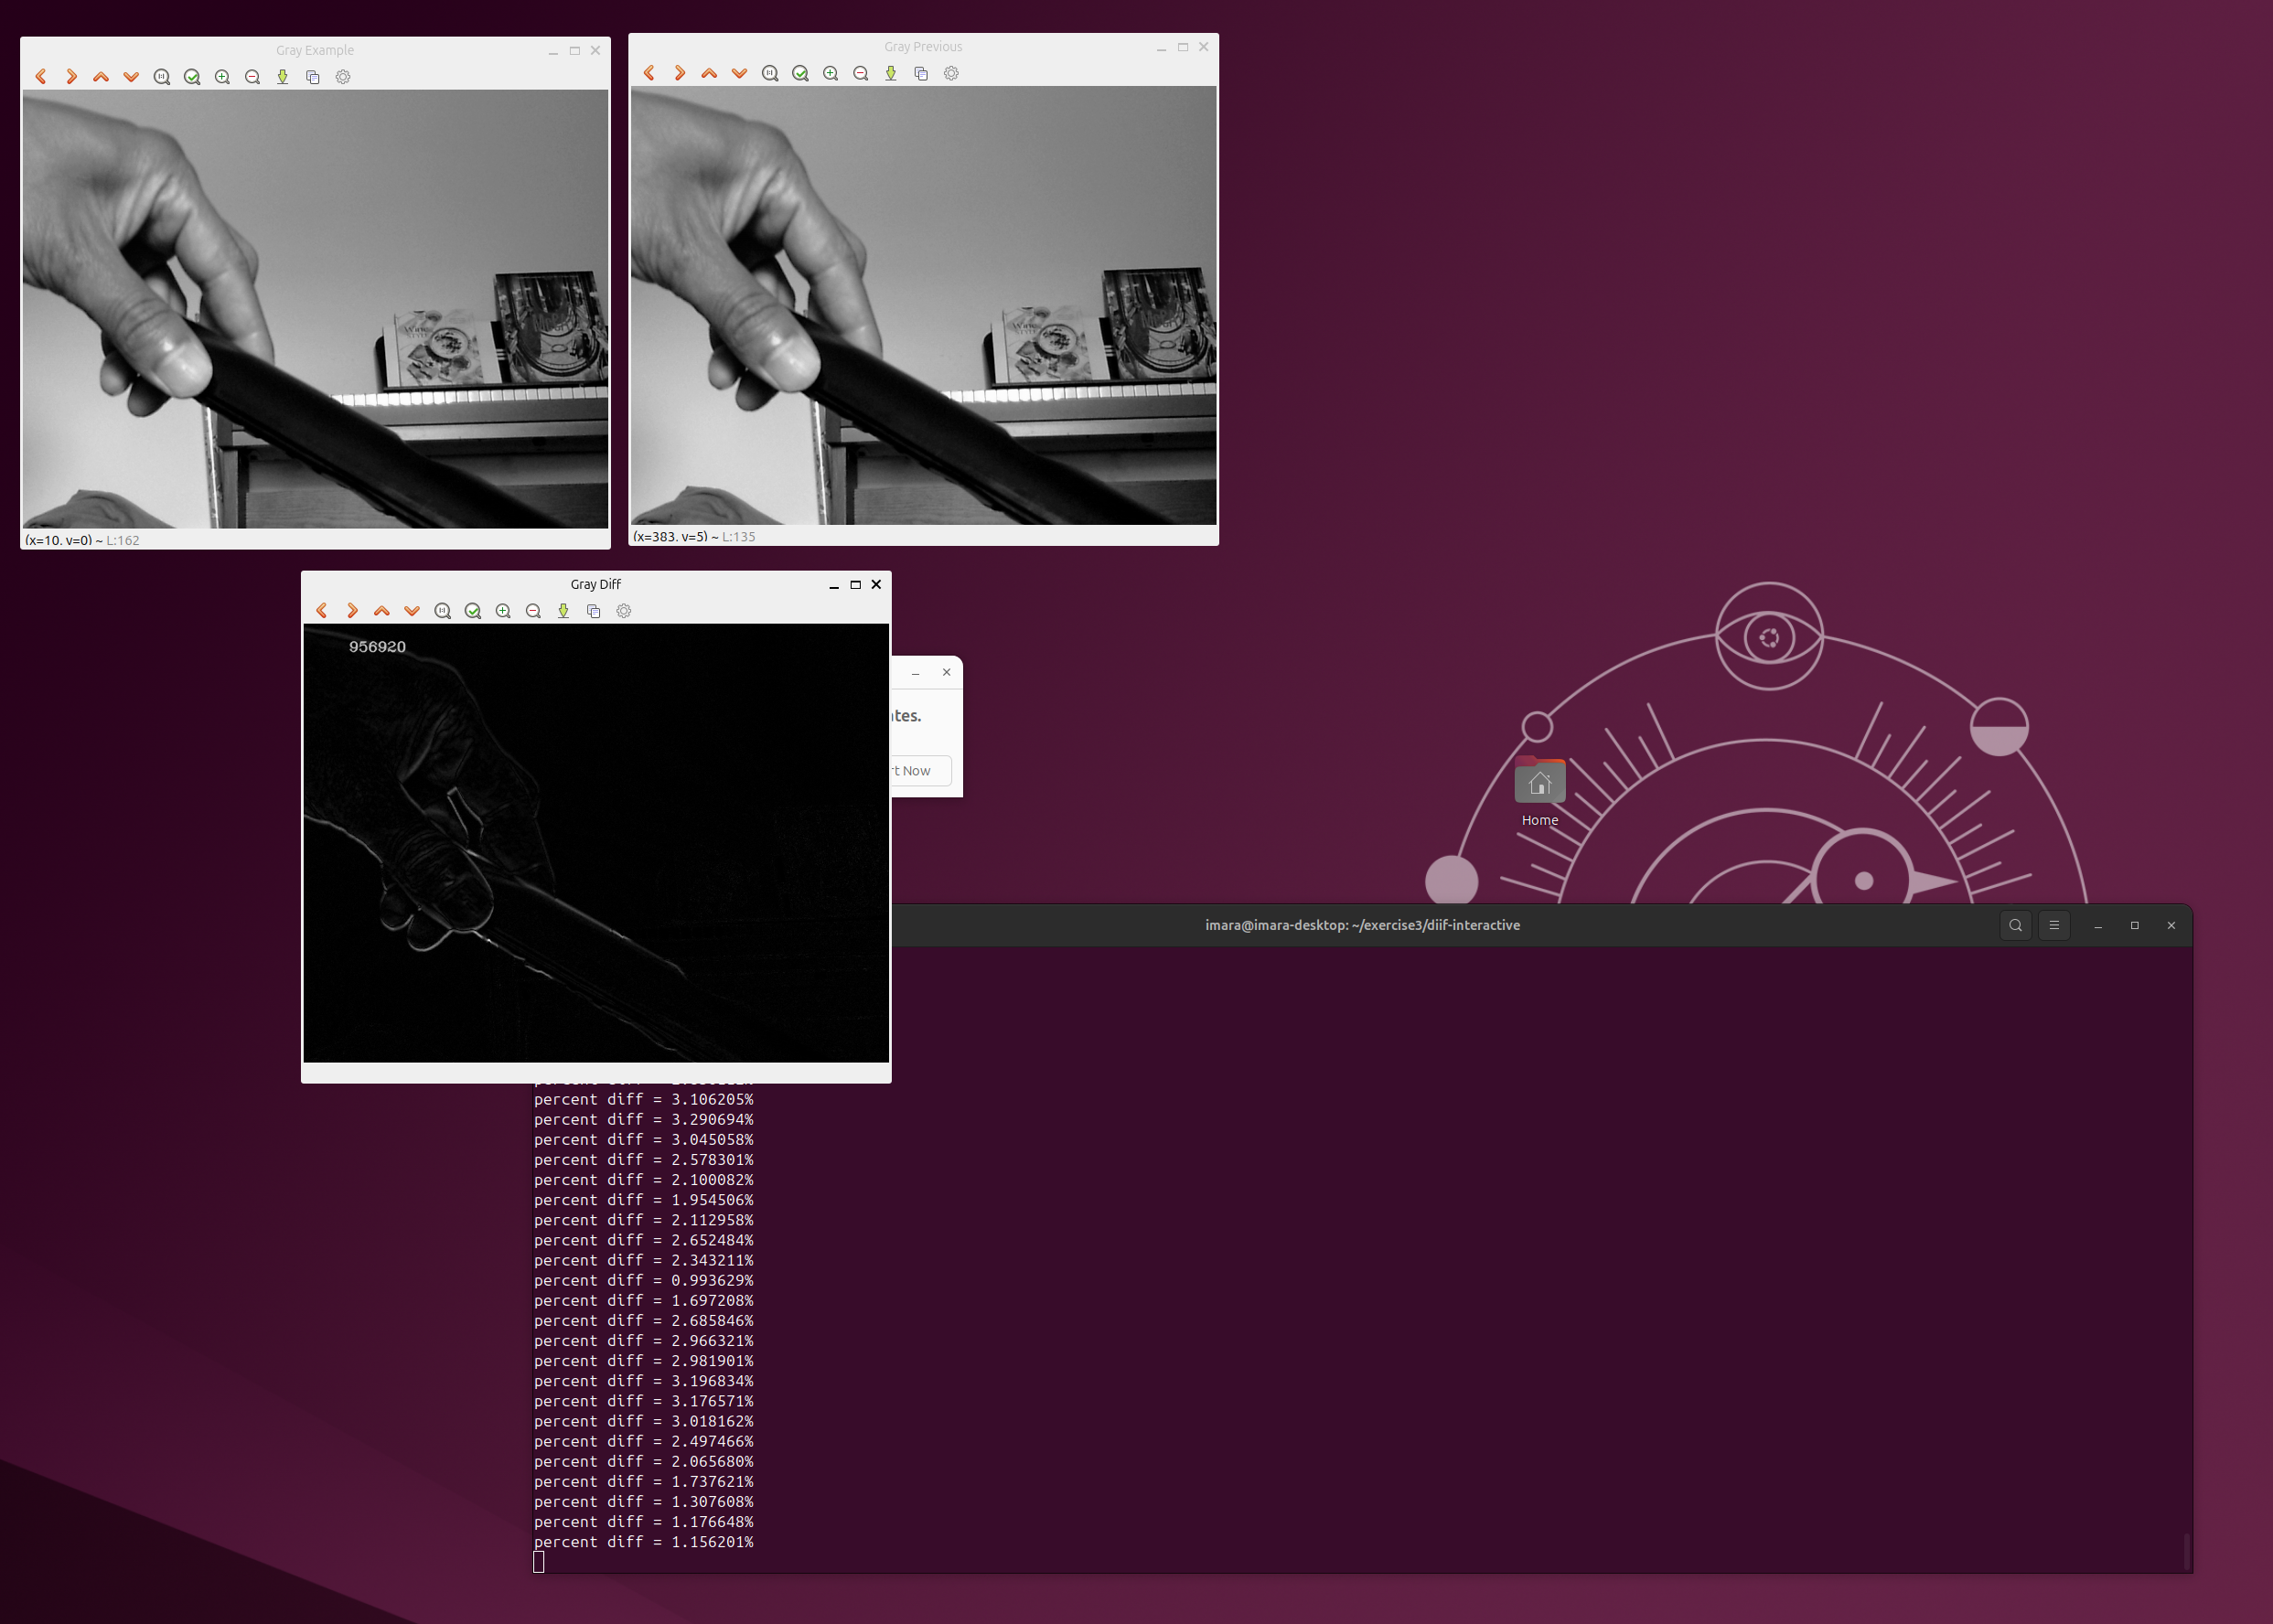 Gray Example
(x=10, y=0) ~ L:162
Gray Previous
(x=383, y=5) ~ L:135
Gray Diff
956920
Now
Home
imara@imara-desktop: ~/exercise3/diif-interactive
percent diff = 3.106205%
percent diff = 3.290694%
percent diff = 3.045058%
percent diff = 2.578301%
percent diff = 2.100082%
percent diff = 1.954506%
percent diff = 2.112958%
percent diff = 2.652484%
percent diff = 2.343211%
percent diff = 0.993629%
percent diff = 1.697208%
percent diff = 2.685846%
percent diff = 2.966321%
percent diff = 2.981901%
percent diff = 3.196834%
percent diff = 3.176571%
percent diff = 3.018162%
percent diff = 2.497466%
percent diff = 2.065680%
percent diff = 1.737621%
percent diff = 1.307608%
percent diff = 1.176648%
percent diff = 1.156201%